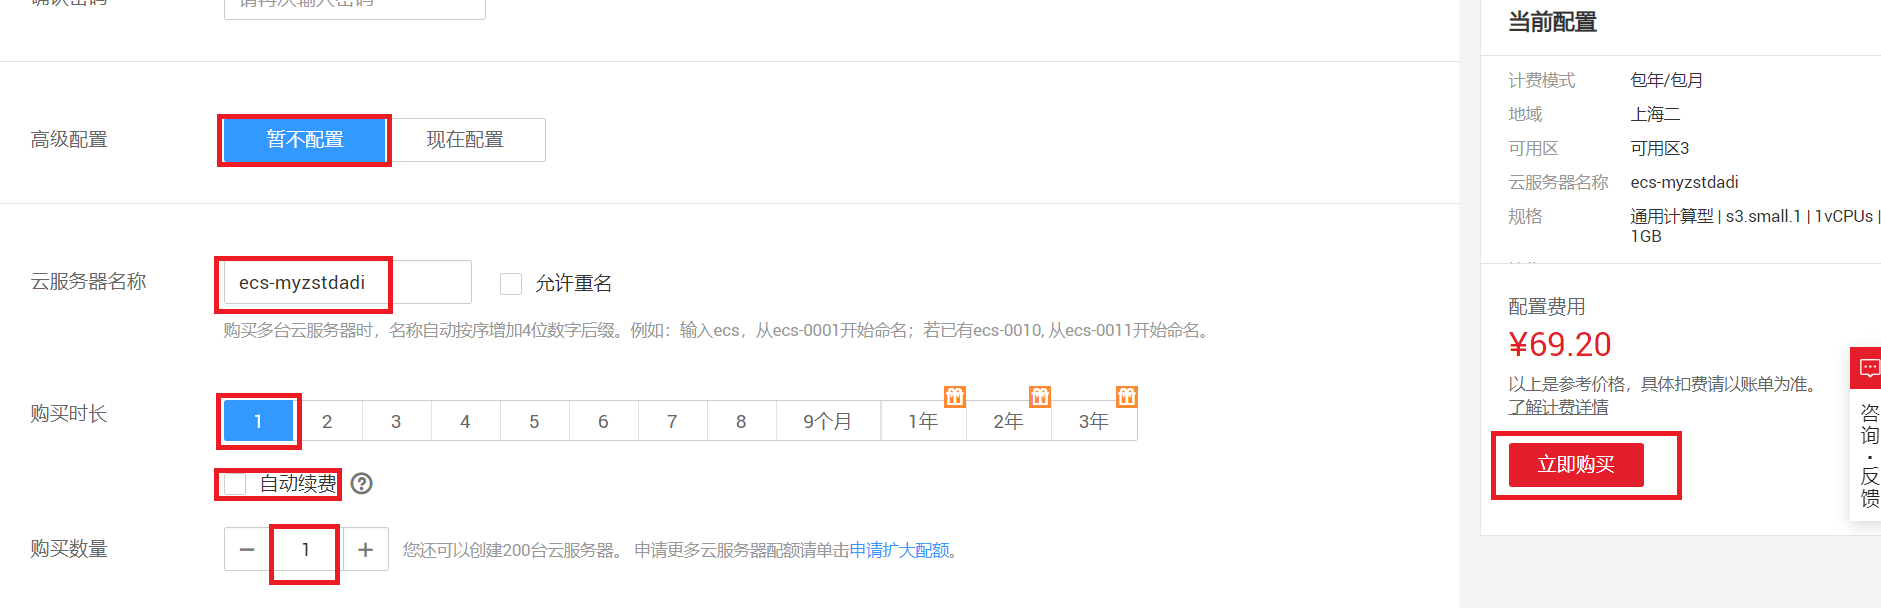 当前配置
高级配置
暂不配置
现在配置
云服务器名称
ecs-myzstdadi
允许重名
购买多台云服务器时，名称自动按序增加4位数字后缀。例如：输入ecs，从ecs-0001开始命名；若已有ecs-0010, 从ecs-0011开始命名。
购买时长
1 2 3 4 5 6 7 8 9个月 1年 2年 3年
自动续费
购买数量
− 1 + 您还可以创建200台云服务器。 申请更多云服务器配额请单击申请扩大配额。
计费模式 包年/包月
地域 上海二
可用区 可用区3
云服务器名称 ecs-myzstdadi
规格 通用计算型 | s3.small.1 | 1vCPUs |
1GB
配置费用
¥69.20
以上是参考价格，具体扣费请以账单为准。
了解计费详情
立即购买
咨询·反馈